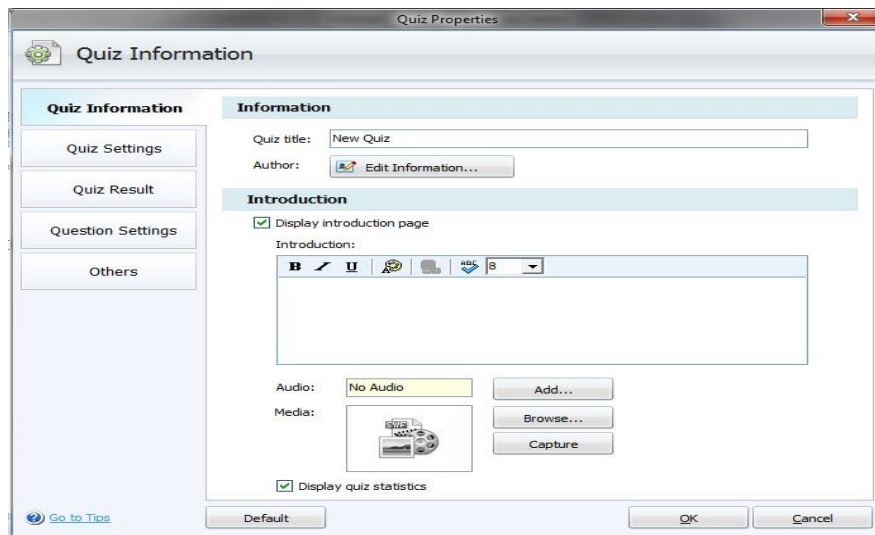 Quiz Properties
Quiz Information
Quiz Information
Quiz Settings
Quiz Result
Question Settings
Others
Information
Quiz title: New Quiz
Author: Edit Information...
Introduction
Display introduction page
Introduction:
B I U A ABC 8
Audio: No Audio Add...
Media: SWF Browse...
Capture
Display quiz statistics
Go to Tips Default OK Cancel